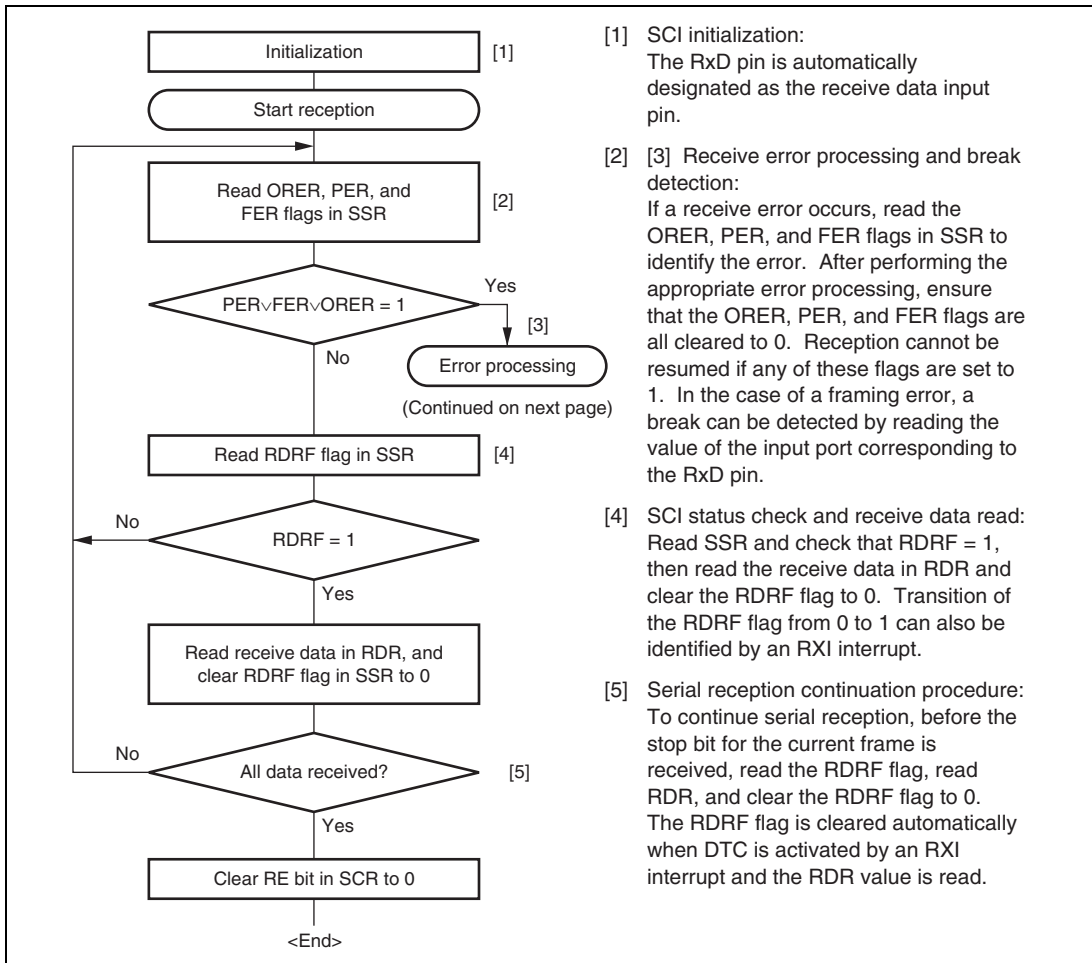 Initialization
[1]
Start reception
Read ORER, PER, and
FER flags in SSR
[2]
PER∨FER∨ORER = 1
Yes
[3]
No
Error processing
(Continued on next page)
Read RDRF flag in SSR
[4]
No
RDRF = 1
Yes
Read receive data in RDR, and
clear RDRF flag in SSR to 0
No
All data received?
[5]
Yes
Clear RE bit in SCR to 0
<End>
[1] SCI initialization:
The RxD pin is automatically
designated as the receive data input
pin.
[2] [3] Receive error processing and break
detection:
If a receive error occurs, read the
ORER, PER, and FER flags in SSR to
identify the error. After performing the
appropriate error processing, ensure
that the ORER, PER, and FER flags are
all cleared to 0. Reception cannot be
resumed if any of these flags are set to
1. In the case of a framing error, a
break can be detected by reading the
value of the input port corresponding to
the RxD pin.
[4] SCI status check and receive data read:
Read SSR and check that RDRF = 1,
then read the receive data in RDR and
clear the RDRF flag to 0. Transition of
the RDRF flag from 0 to 1 can also be
identified by an RXI interrupt.
[5] Serial reception continuation procedure:
To continue serial reception, before the
stop bit for the current frame is
received, read the RDRF flag, read
RDR, and clear the RDRF flag to 0.
The RDRF flag is cleared automatically
when DTC is activated by an RXI
interrupt and the RDR value is read.